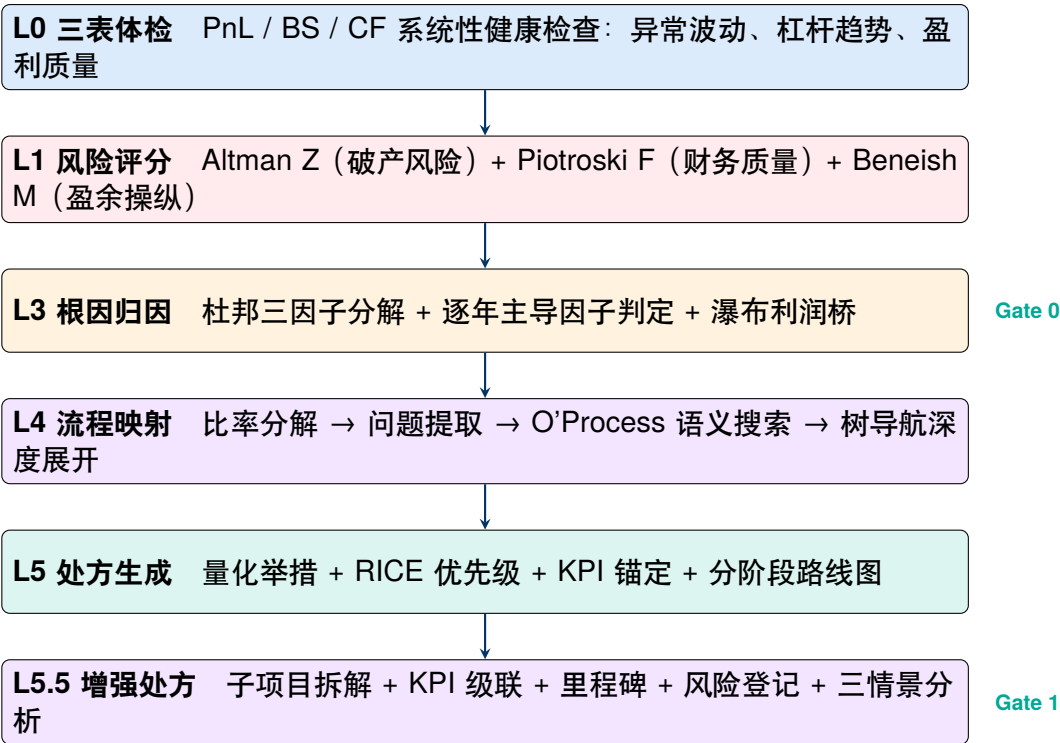 L0 三表体检 PnL / BS / CF 系统性健康检查：异常波动、杠杆趋势、盈
利质量
L1 风险评分 Altman Z（破产风险）+ Piotroski F（财务质量）+ Beneish
M（盈余操纵）
L3 根因归因 杜邦三因子分解 + 逐年主导因子判定 + 瀑布利润桥
Gate 0
L4 流程映射 比率分解 → 问题提取 → O'Process 语义搜索 → 树导航深
度展开
L5 处方生成 量化举措 + RICE 优先级 + KPI 锚定 + 分阶段路线图
L5.5 增强处方 子项目拆解 + KPI 级联 + 里程碑 + 风险登记 + 三情景分
析
Gate 1